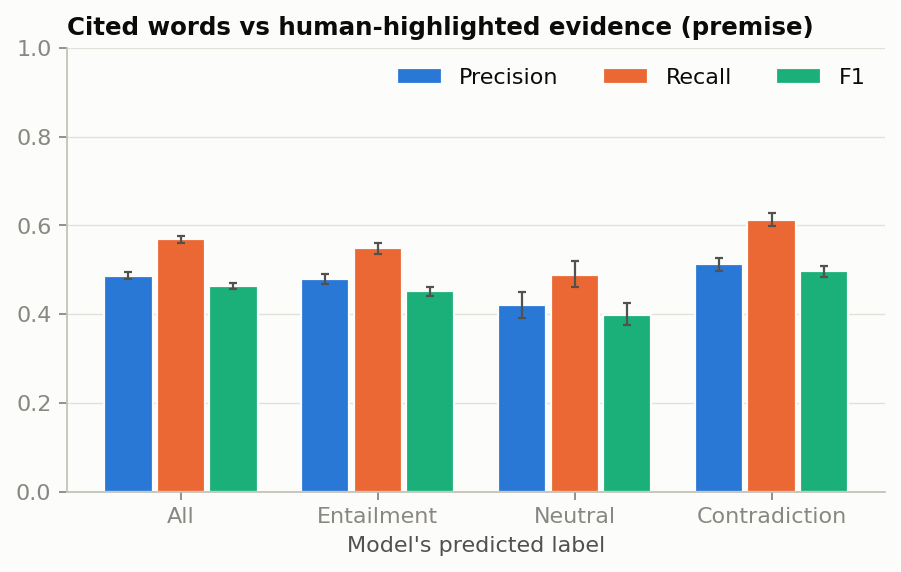 Cited words vs human-highlighted evidence (premise)
Precision Recall F1
1.0
0.8
0.6
0.4
0.2
0.0
All Entailment Neutral Contradiction
Model's predicted label